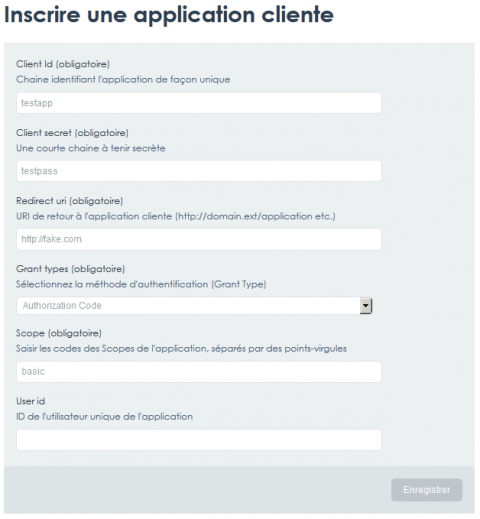 Inscrire une application cliente
Client Id (obligatoire)
Chaine identifiant l'application de façon unique
testapp
Client secret (obligatoire)
Une courte chaine à tenir secrète
testpass
Redirect uri (obligatoire)
URI de retour à l'application cliente (http://domain.ext/application etc.)
http://fake.com
Grant types (obligatoire)
Sélectionnez la méthode d'authentification (Grant Type)
Authorization Code
Scope (obligatoire)
Saisir les codes des Scopes de l'application, séparés par des points-virgules
basic
User id
ID de l'utilisateur unique de l'application
Enregistrer